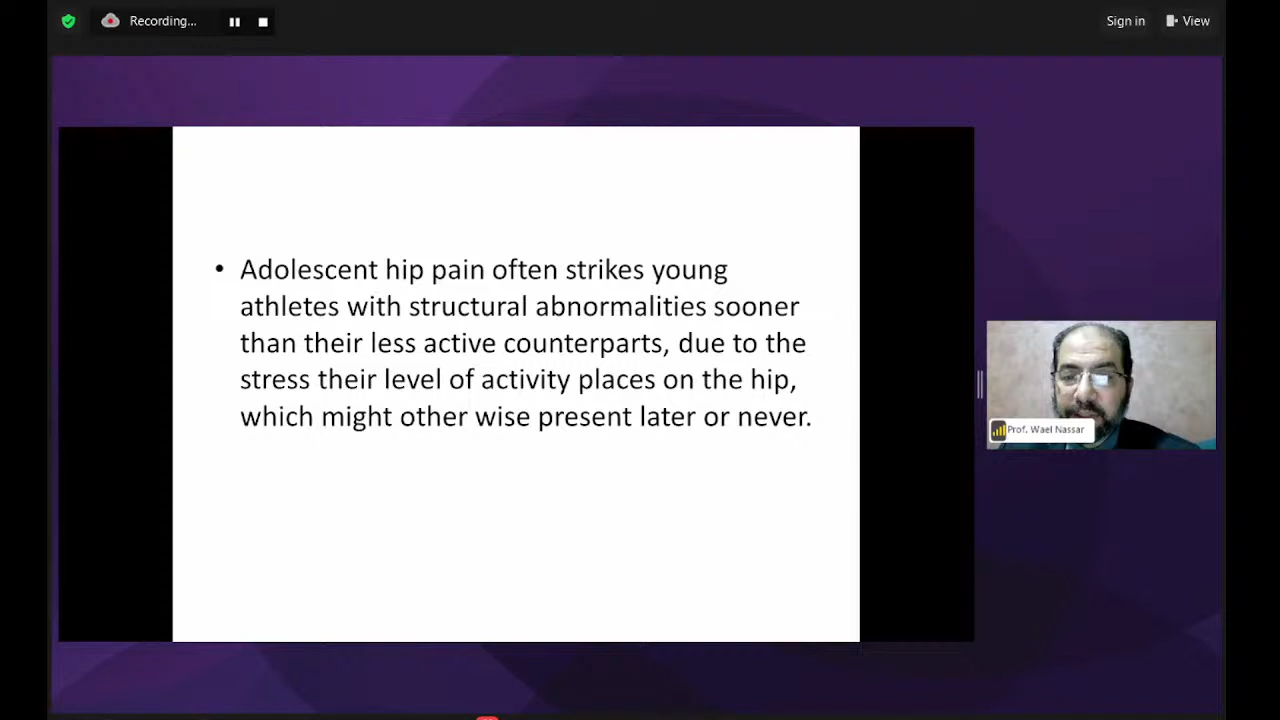 Recording...
Sign in
View
• Adolescent hip pain often strikes young
athletes with structural abnormalities sooner
than their less active counterparts, due to the
stress their level of activity places on the hip,
which might other wise present later or never.
Prof. Wael Nassar